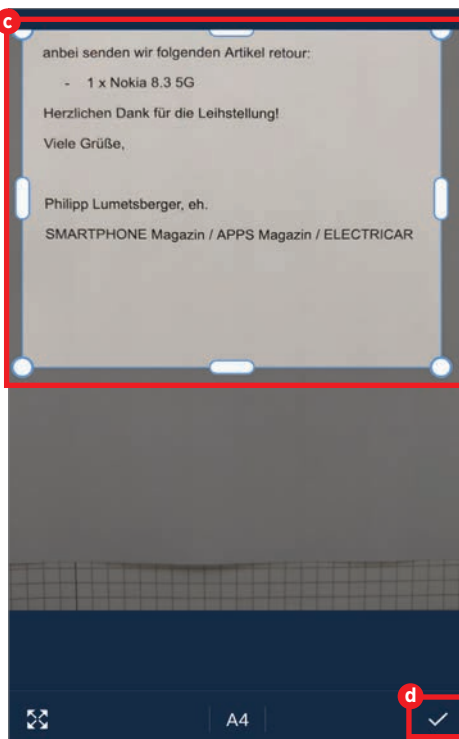 c
anbei senden wir folgenden Artikel retour:
- 1 x Nokia 8.3 5G
Herzlichen Dank für die Leihstellung!
Viele Grüße,
Philipp Lumetsberger, eh.
SMARTPHONE Magazin / APPS Magazin / ELECTRICAR
d
A4